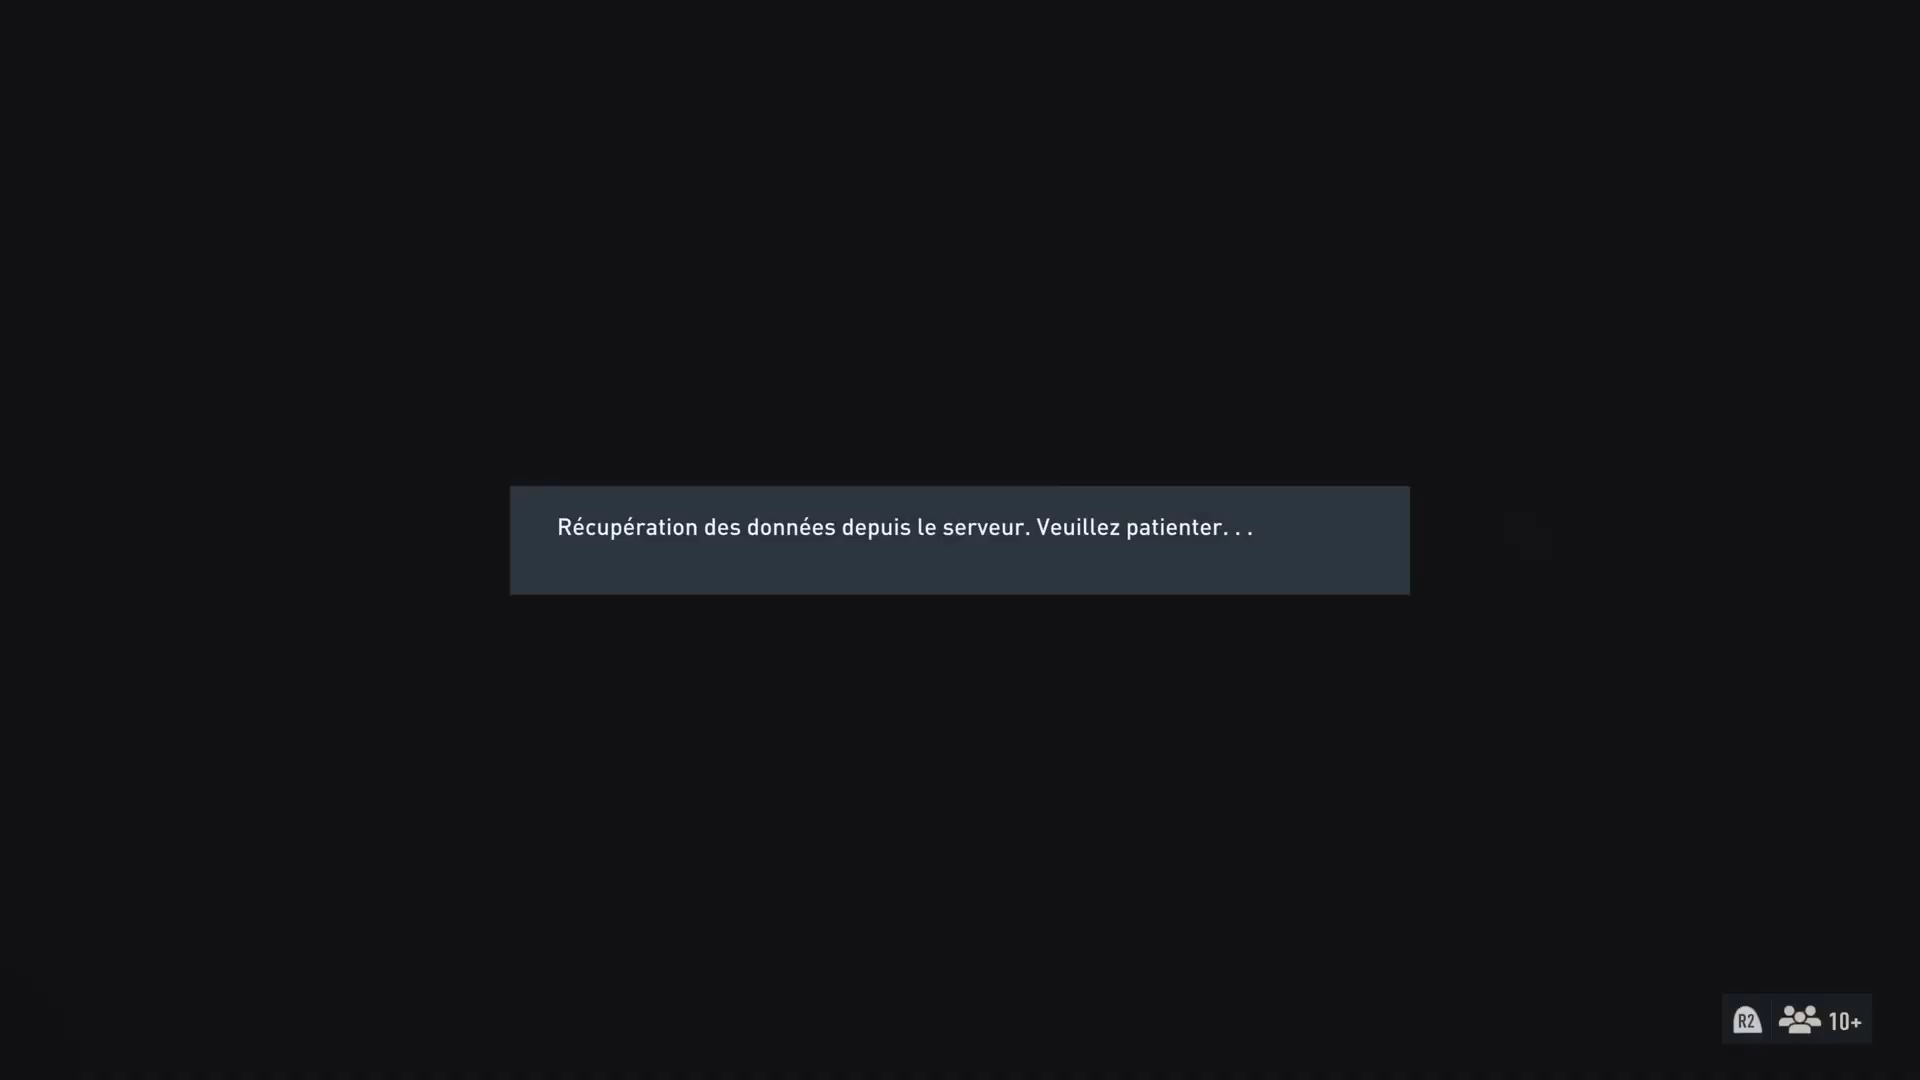 Récupération des données depuis le serveur. Veuillez patienter...
R2 10+